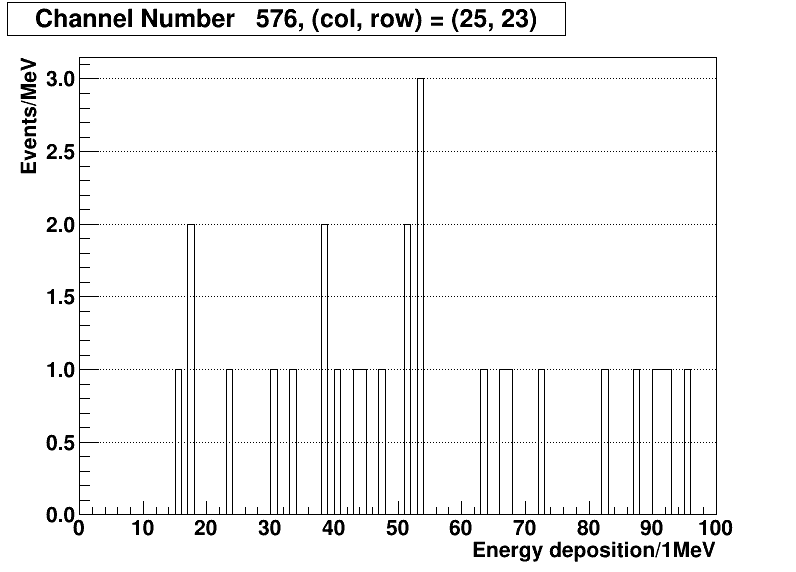 Channel Number 576, (col, row) = (25, 23)
Events/MeV
3.0
2.5
2.0
1.5
1.0
0.5
0.0
0 10 20 30 40 50 60 70 80 90 100
Energy deposition/1MeV